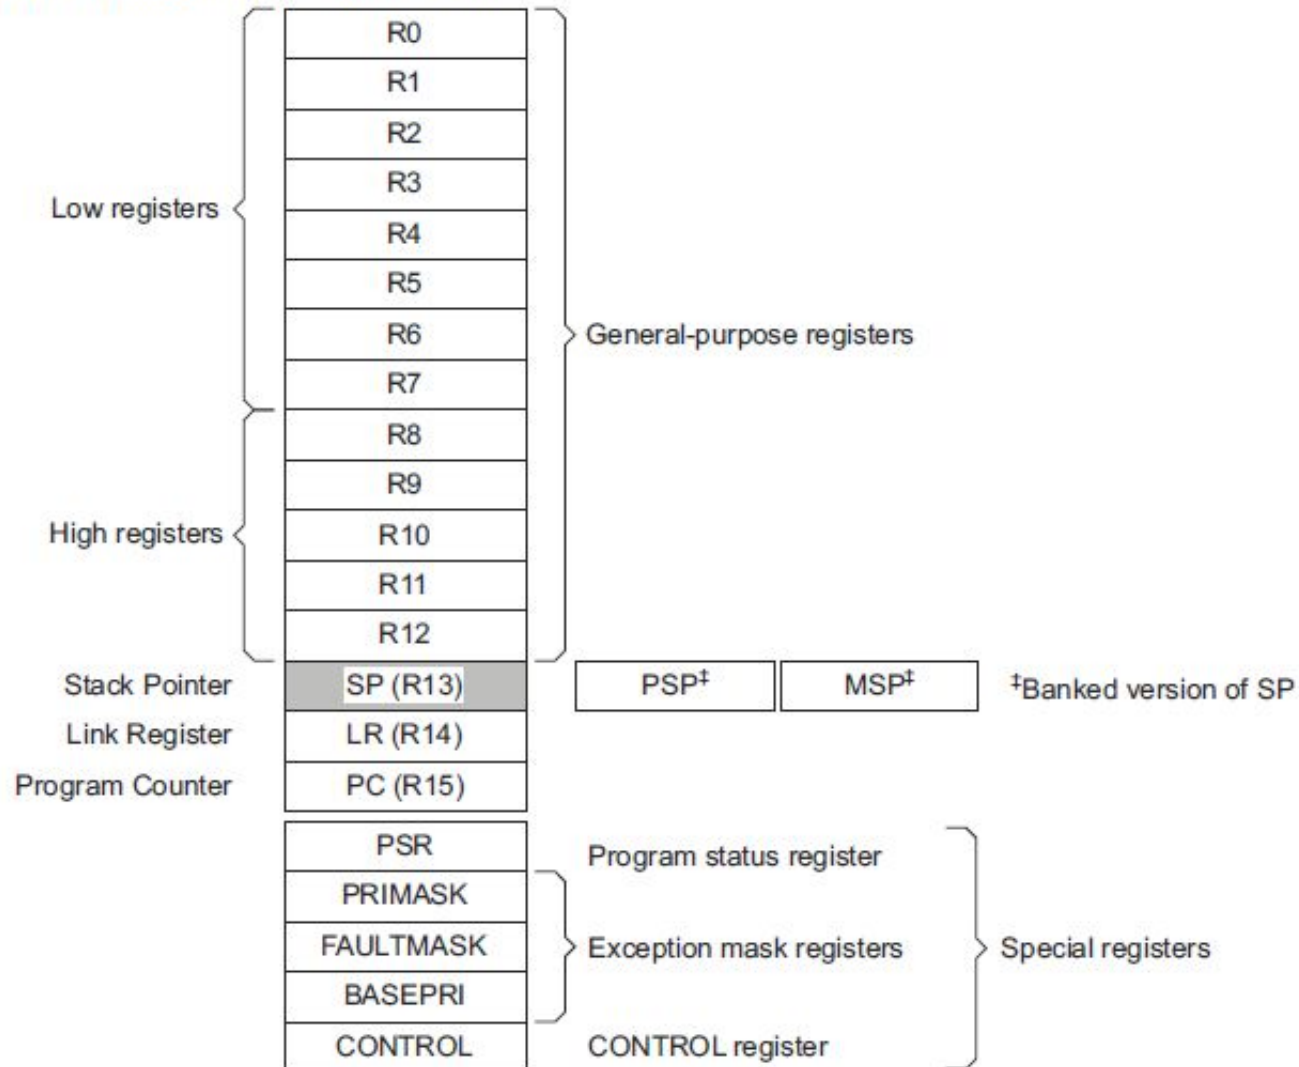 R0
R1
R2
R3
Low registers
R4
R5
R6
General-purpose registers
R7
R8
R9
High registers
R10
R11
R12
Stack Pointer SP (R13) PSP‡ MSP‡ ‡Banked version of SP
Link Register LR (R14)
Program Counter PC (R15)
PSR Program status register
PRIMASK
FAULTMASK Exception mask registers Special registers
BASEPRI
CONTROL CONTROL register